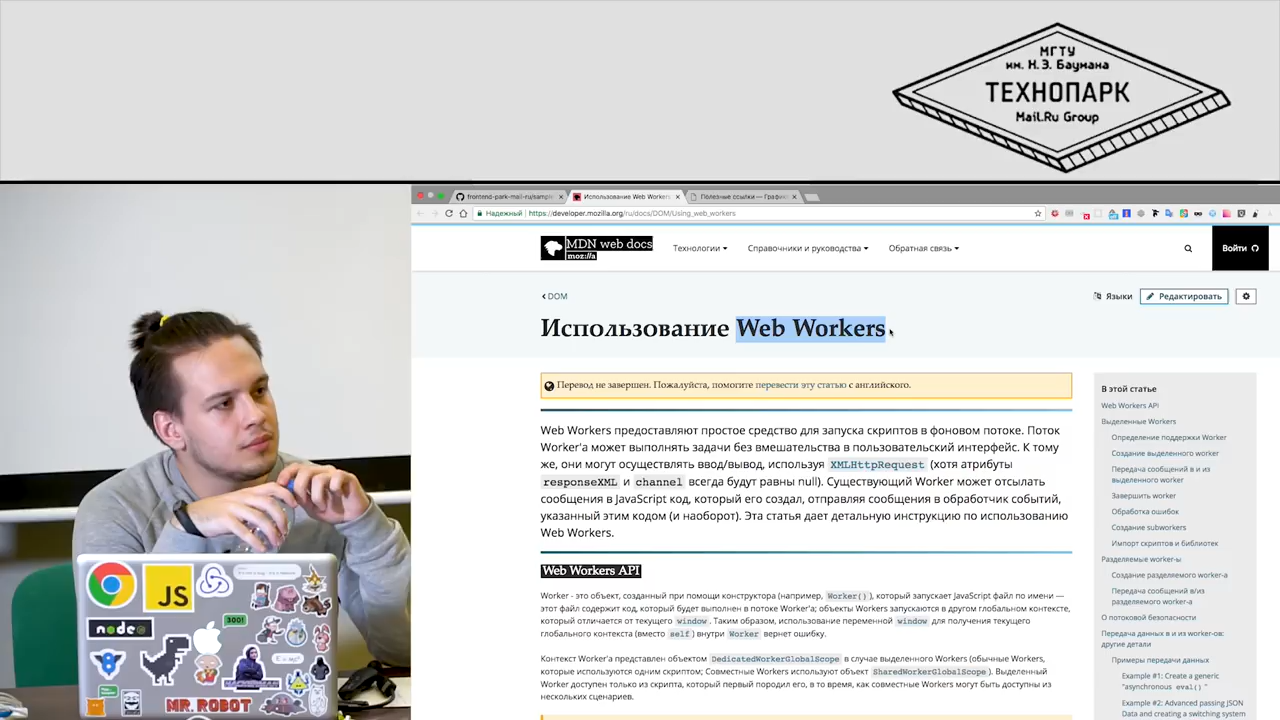 МГТУ
им. Н.Э. Баумана
ТЕХНОПАРК
Mail.Ru Group
frontend-park-mail-ru/sample
Использование Web Workers
Полезные ссылки — График
Надежный
https://developer.mozilla.org/ru/docs/DOM/Using_web_workers
MDN web docs
moz://a
Технологии
Справочники и руководства
Обратная связь
Войти
DOM
Языки
Редактировать
Использование Web Workers
Перевод не завершен. Пожалуйста, помогите перевести эту статью с английского.
Web Workers предоставляют простое средство для запуска скриптов в фоновом потоке. Поток
Worker'а может выполнять задачи без вмешательства в пользовательский интерфейс. К тому
же, они могут осуществлять ввод/вывод, используя XMLHttpRequest (хотя атрибуты
responseXML и channel всегда будут равны null). Существующий Worker может отсылать
сообщения в JavaScript код, который его создал, отправляя сообщения в обработчик событий,
указанный этим кодом (и наоборот). Эта статья дает детальную инструкцию по использованию
Web Workers.
Web Workers API
Worker - это объект, созданный при помощи конструктора (например, Worker()), который запускает JavaScript файл по имени —
этот файл содержит код, который будет выполнен в потоке Worker'а; объекты Workers запускаются в другом глобальном контексте,
который отличается от текущего window. Таким образом, использование переменной window для получения текущего
глобального контекста (вместо self) внутри Worker вернет ошибку.
Контекст Worker'а представлен объектом DedicatedWorkerGlobalScope в случае выделенного Workers (обычные Workers,
которые используются одним скриптом; Совместные Workers используют объект SharedWorkerGlobalScope). Выделенный
Worker доступен только из скрипта, который первый породил его, в то время, как совместные Workers могут быть доступны из
нескольких сценариев.
В этой статье
Web Workers API
Выделенные Workers
Определение поддержки Worker
Создание выделенного worker
Передача сообщений в и из
выделенного worker
Завершить worker
Обработка ошибок
Создание subworkers
Импорт скриптов и библиотек
Разделяемые worker-ы
Создание разделяемого worker-а
Передача сообщений в/из
разделяемого worker-а
О потоковой безопасности
Передача данных в и из worker-ов:
другие детали
Примеры передачи данных
Example #1: Create a generic
"asynchronous eval() "
Example #2: Advanced passing JSON
Data and creating a switching system
JS
node
300!
E=mc²
MR. ROBOT